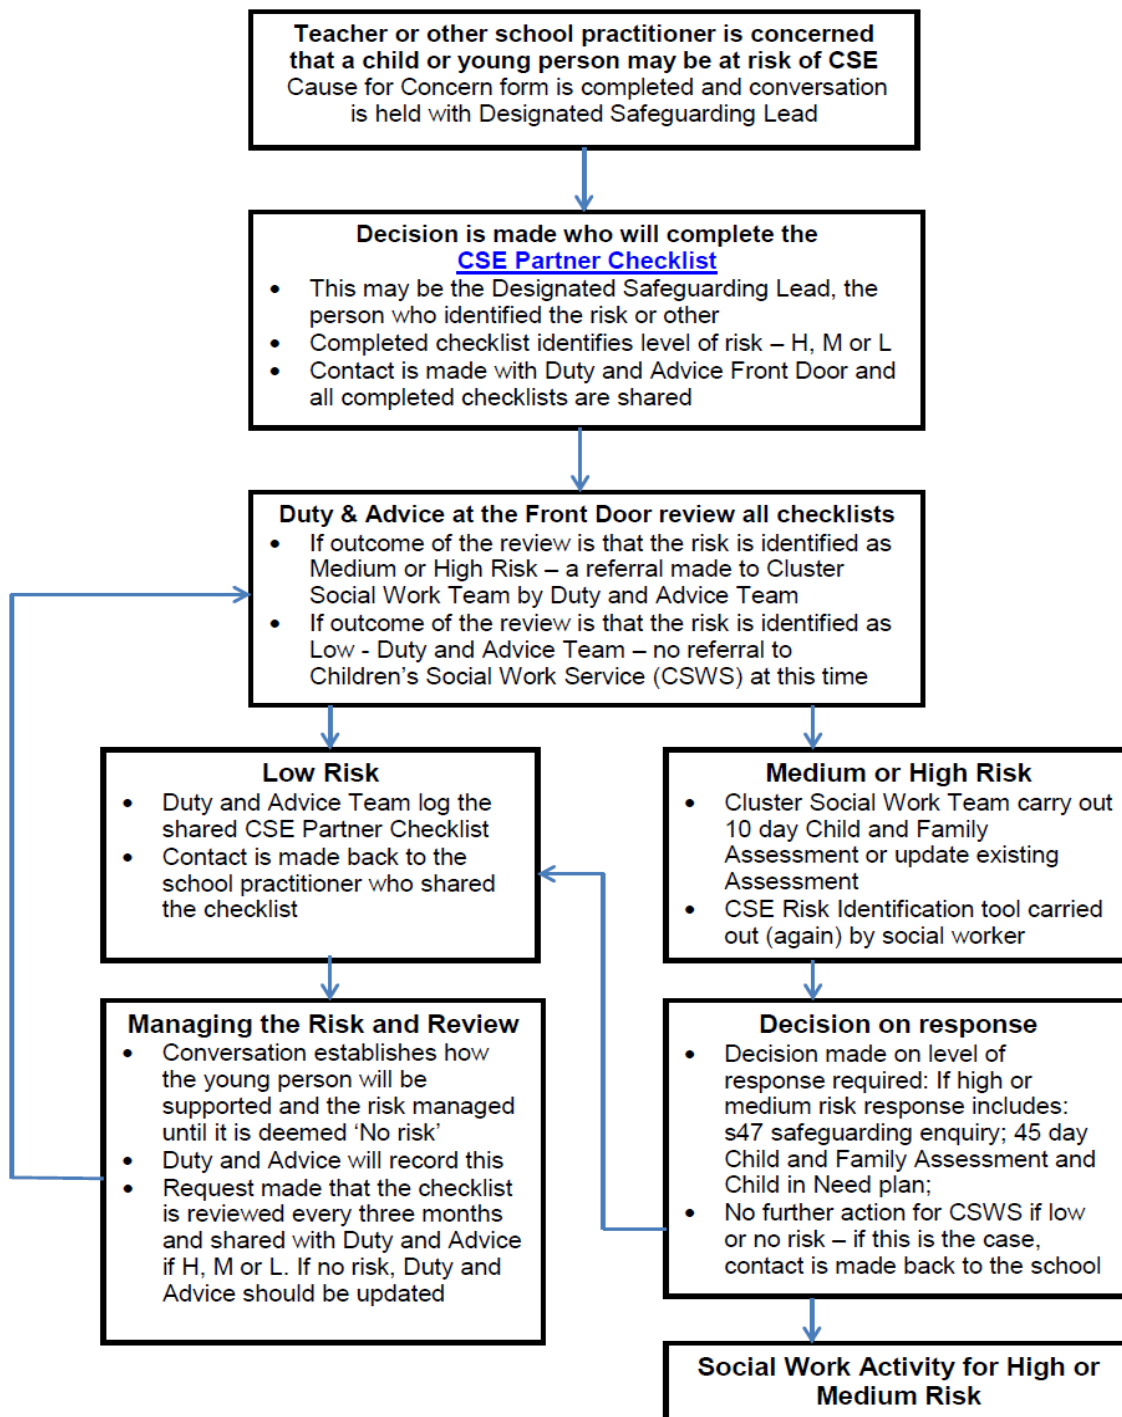 Teacher or other school practitioner is concerned
that a child or young person may be at risk of CSE
Cause for Concern form is completed and conversation
is held with Designated Safeguarding Lead
Decision is made who will complete the
CSE Partner Checklist
• This may be the Designated Safeguarding Lead, the
person who identified the risk or other
• Completed checklist identifies level of risk – H, M or L
• Contact is made with Duty and Advice Front Door and
all completed checklists are shared
Duty & Advice at the Front Door review all checklists
• If outcome of the review is that the risk is identified as
Medium or High Risk – a referral made to Cluster
Social Work Team by Duty and Advice Team
• If outcome of the review is that the risk is identified as
Low - Duty and Advice Team – no referral to
Children’s Social Work Service (CSWS) at this time
Low Risk
• Duty and Advice Team log the
shared CSE Partner Checklist
• Contact is made back to the
school practitioner who shared
the checklist
Medium or High Risk
• Cluster Social Work Team carry out
10 day Child and Family
Assessment or update existing
Assessment
• CSE Risk Identification tool carried
out (again) by social worker
Managing the Risk and Review
• Conversation establishes how
the young person will be
supported and the risk managed
until it is deemed ‘No risk’
• Duty and Advice will record this
• Request made that the checklist
is reviewed every three months
and shared with Duty and Advice
if H, M or L. If no risk, Duty and
Advice should be updated
Decision on response
• Decision made on level of
response required: If high or
medium risk response includes:
s47 safeguarding enquiry; 45 day
Child and Family Assessment and
Child in Need plan;
• No further action for CSWS if low
or no risk – if this is the case,
contact is made back to the school
Social Work Activity for High or
Medium Risk